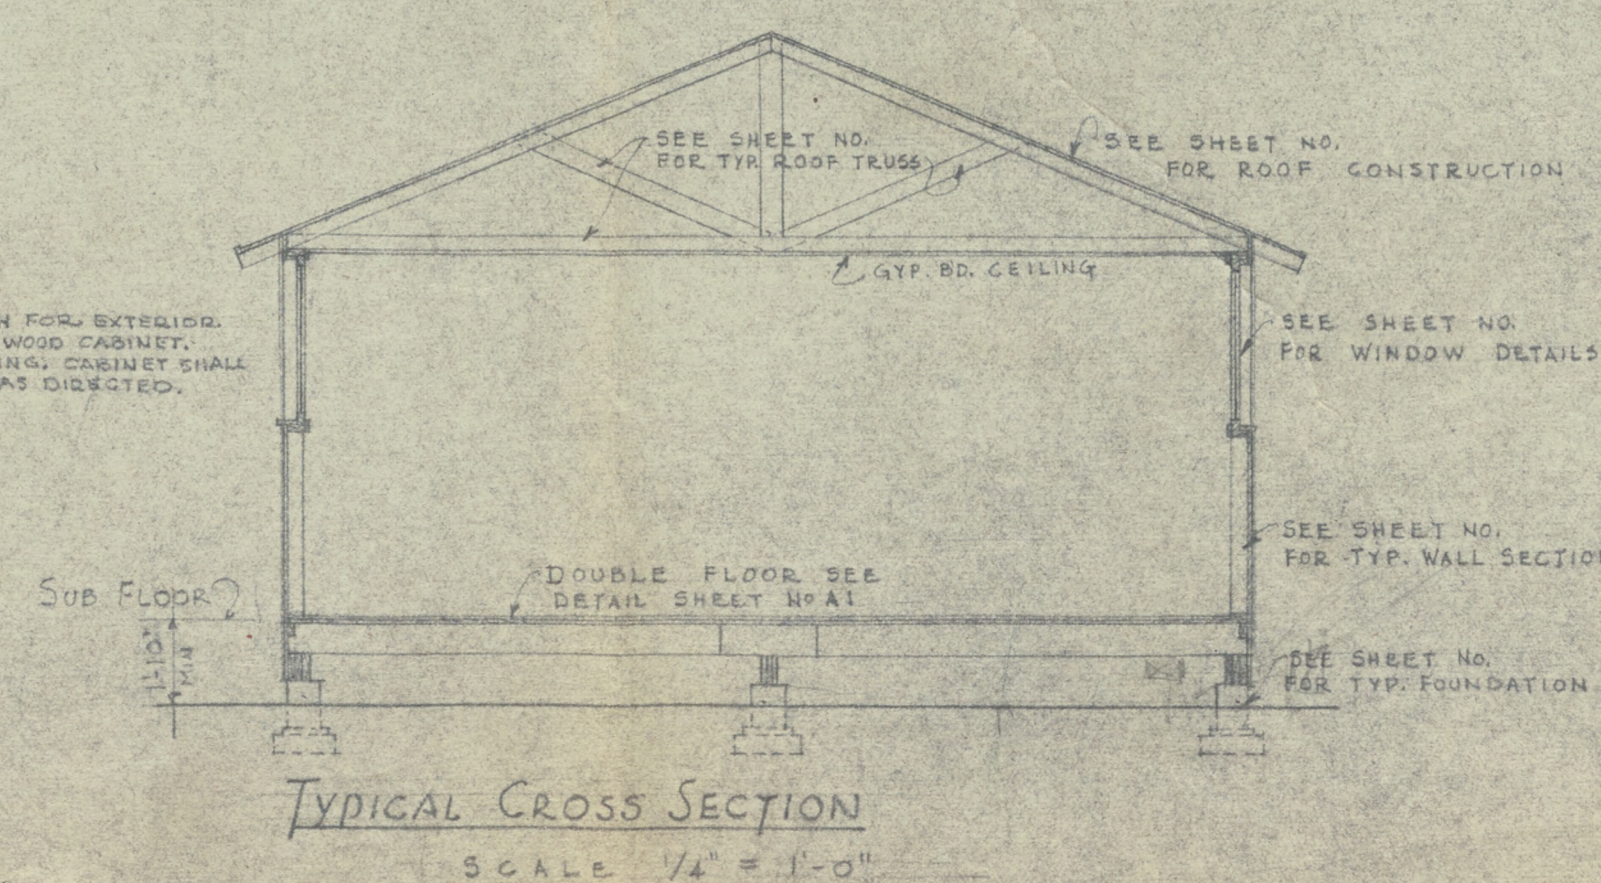 SEE SHEET NO.
FOR TYP. ROOF TRUSS
SEE SHEET NO.
FOR ROOF CONSTRUCTION
GYP. BD. CEILING
FOR EXTERIOR.
WOOD CABINET.
CABINET SHALL
AS DIRECTED.
SEE SHEET NO.
FOR WINDOW DETAILS
SEE SHEET NO.
FOR TYP. WALL SECTIO
DOUBLE FLOOR SEE
DETAIL SHEET NO A1
SUB FLOOR
1'-10"
MIN
SEE SHEET NO.
FOR TYP. FOUNDATION
TYPICAL CROSS SECTION
SCALE 1/4" = 1'-0"